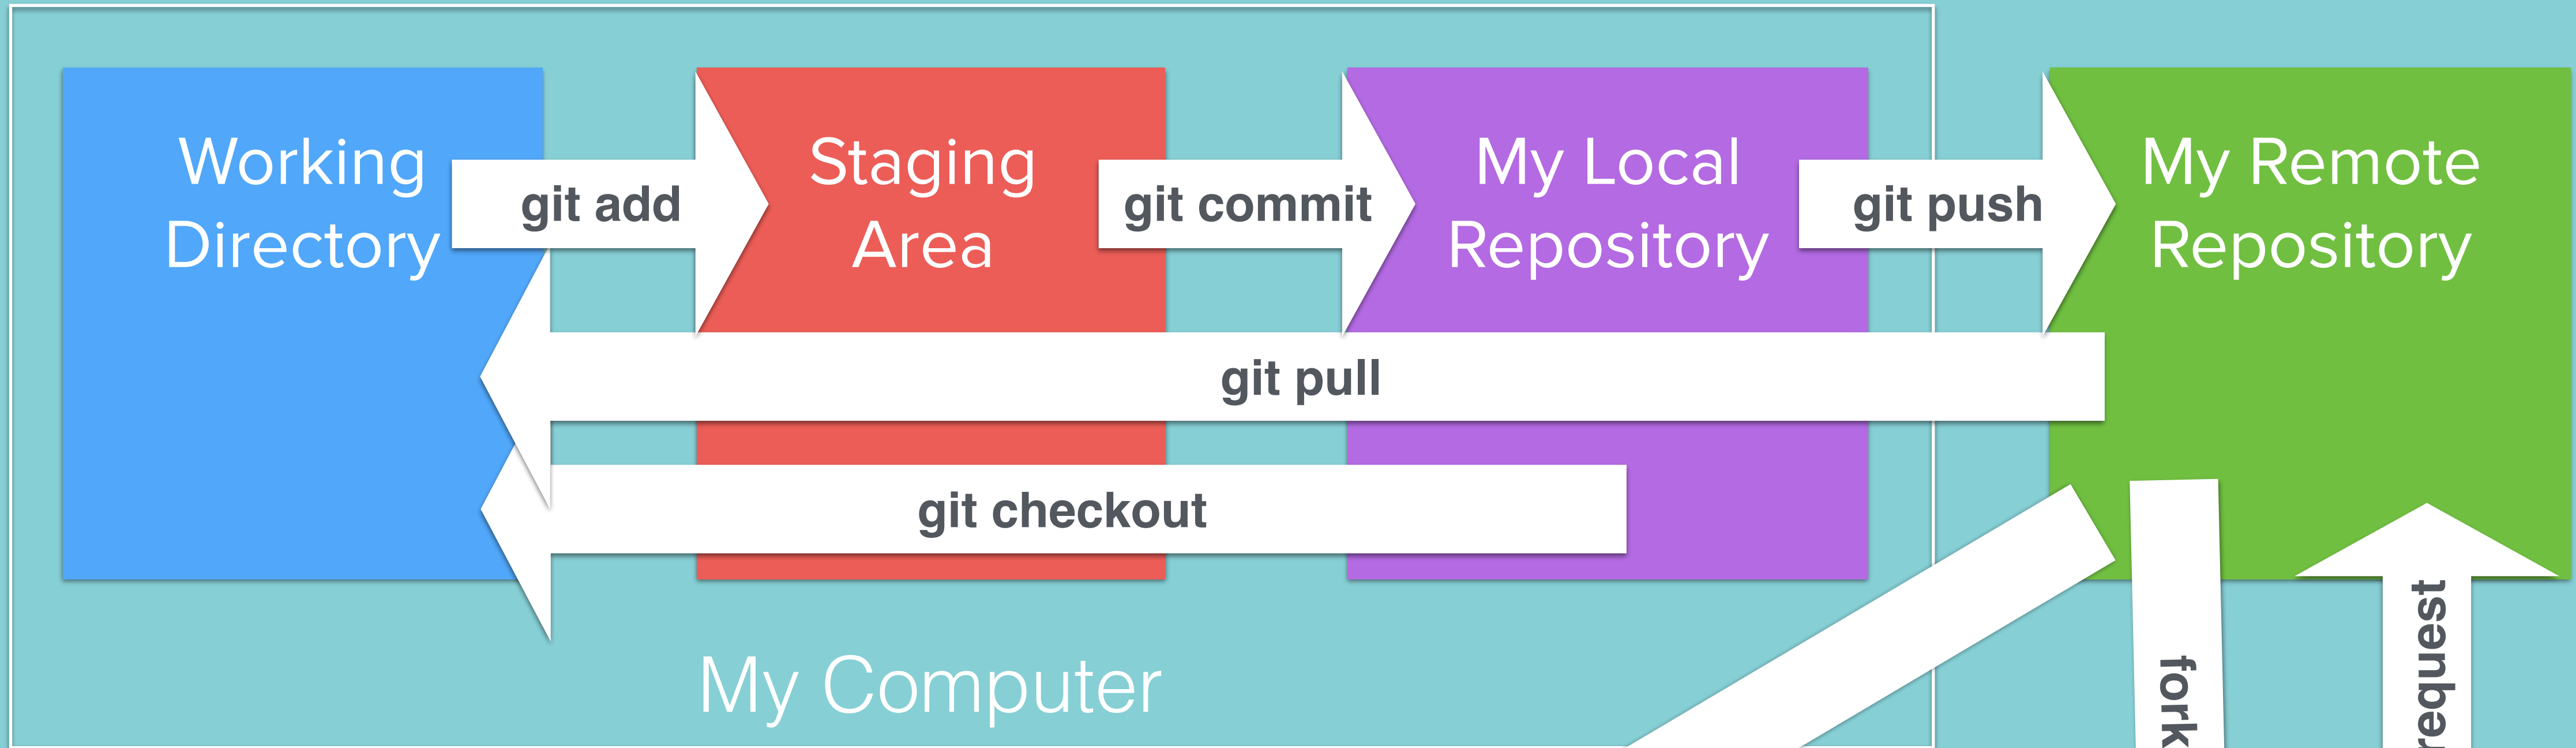 Working
Directory
git add
Staging
Area
git commit
My Local
Repository
git push
My Remote
Repository
git pull
git checkout
My Computer
fork
request